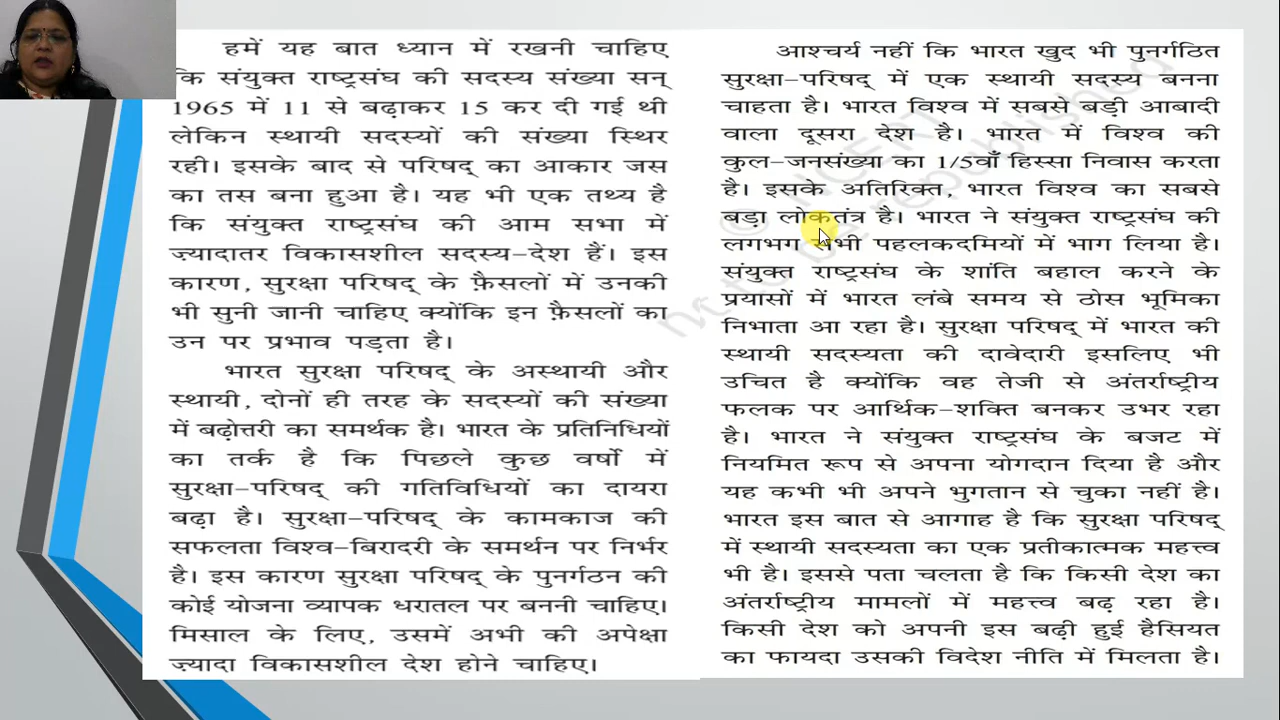 हमें यह बात ध्यान में रखनी चाहिए
कि संयुक्त राष्ट्रसंघ की सदस्य संख्या सन्
1965 में 11 से बढ़ाकर 15 कर दी गई थी
लेकिन स्थायी सदस्यों की संख्या स्थिर
रही। इसके बाद से परिषद् का आकार जस
का तस बना हुआ है। यह भी एक तथ्य है
कि संयुक्त राष्ट्रसंघ की आम सभा में
ज्यादातर विकासशील सदस्य-देश हैं। इस
कारण, सुरक्षा परिषद् के फ़ैसलों में उनकी
भी सुनी जानी चाहिए क्योंकि इन फ़ैसलों का
उन पर प्रभाव पड़ता है।
भारत सुरक्षा परिषद् के अस्थायी और
स्थायी, दोनों ही तरह के सदस्यों की संख्या
में बढ़ोत्तरी का समर्थक है। भारत के प्रतिनिधियों
का तर्क है कि पिछले कुछ वर्षों में
सुरक्षा-परिषद् की गतिविधियों का दायरा
बढ़ा है। सुरक्षा-परिषद् के कामकाज की
सफलता विश्व-बिरादरी के समर्थन पर निर्भर
है। इस कारण सुरक्षा परिषद् के पुनर्गठन की
कोई योजना व्यापक धरातल पर बननी चाहिए।
मिसाल के लिए, उसमें अभी की अपेक्षा
ज़्यादा विकासशील देश होने चाहिए।
आश्चर्य नहीं कि भारत खुद भी पुनर्गठित
सुरक्षा-परिषद् में एक स्थायी सदस्य बनना
चाहता है। भारत विश्व में सबसे बड़ी आबादी
वाला दूसरा देश है। भारत में विश्व की
कुल-जनसंख्या का 1/5वाँ हिस्सा निवास करता
है। इसके अतिरिक्त, भारत विश्व का सबसे
बड़ा लोकतंत्र है। भारत ने संयुक्त राष्ट्रसंघ की
लगभग सभी पहलकदमियों में भाग लिया है।
संयुक्त राष्ट्रसंघ के शांति बहाल करने के
प्रयासों में भारत लंबे समय से ठोस भूमिका
निभाता आ रहा है। सुरक्षा परिषद् में भारत की
स्थायी सदस्यता की दावेदारी इसलिए भी
उचित है क्योंकि वह तेजी से अंतर्राष्ट्रीय
फलक पर आर्थिक-शक्ति बनकर उभर रहा
है। भारत ने संयुक्त राष्ट्रसंघ के बजट में
नियमित रूप से अपना योगदान दिया है और
यह कभी भी अपने भुगतान से चुका नहीं है।
भारत इस बात से आगाह है कि सुरक्षा परिषद्
में स्थायी सदस्यता का एक प्रतीकात्मक महत्त्व
भी है। इससे पता चलता है कि किसी देश का
अंतर्राष्ट्रीय मामलों में महत्त्व बढ़ रहा है।
किसी देश को अपनी इस बढ़ी हुई हैसियत
का फायदा उसकी विदेश नीति में मिलता है।
© NCERT
not to be republished